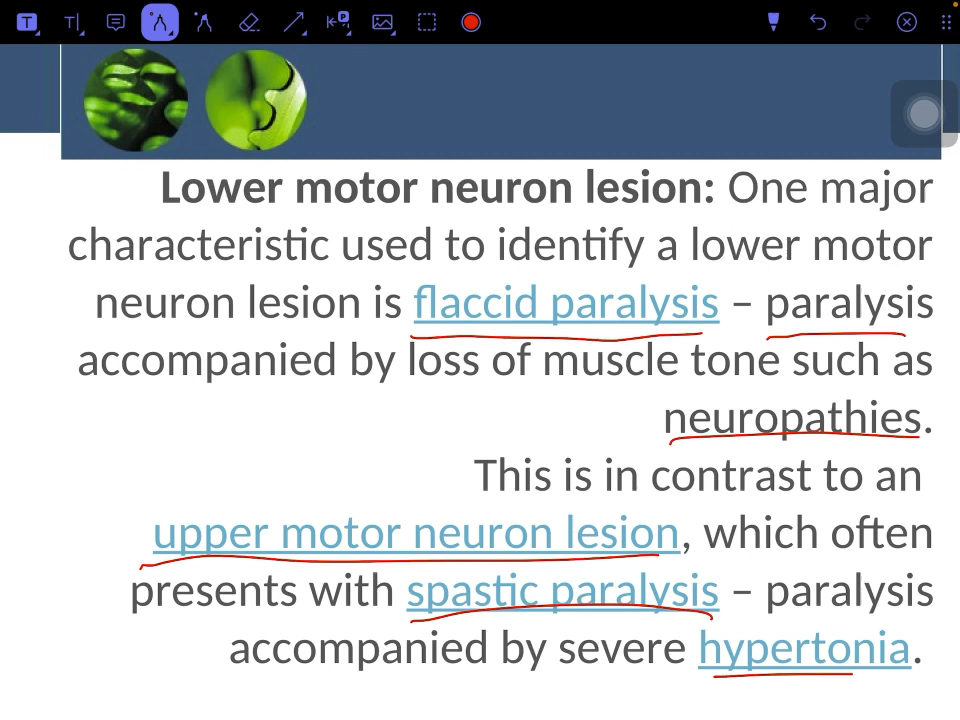 Lower motor neuron lesion: One major
characteristic used to identify a lower motor
neuron lesion is flaccid paralysis – paralysis
accompanied by loss of muscle tone such as
neuropathies.
This is in contrast to an
upper motor neuron lesion, which often
presents with spastic paralysis – paralysis
accompanied by severe hypertonia.